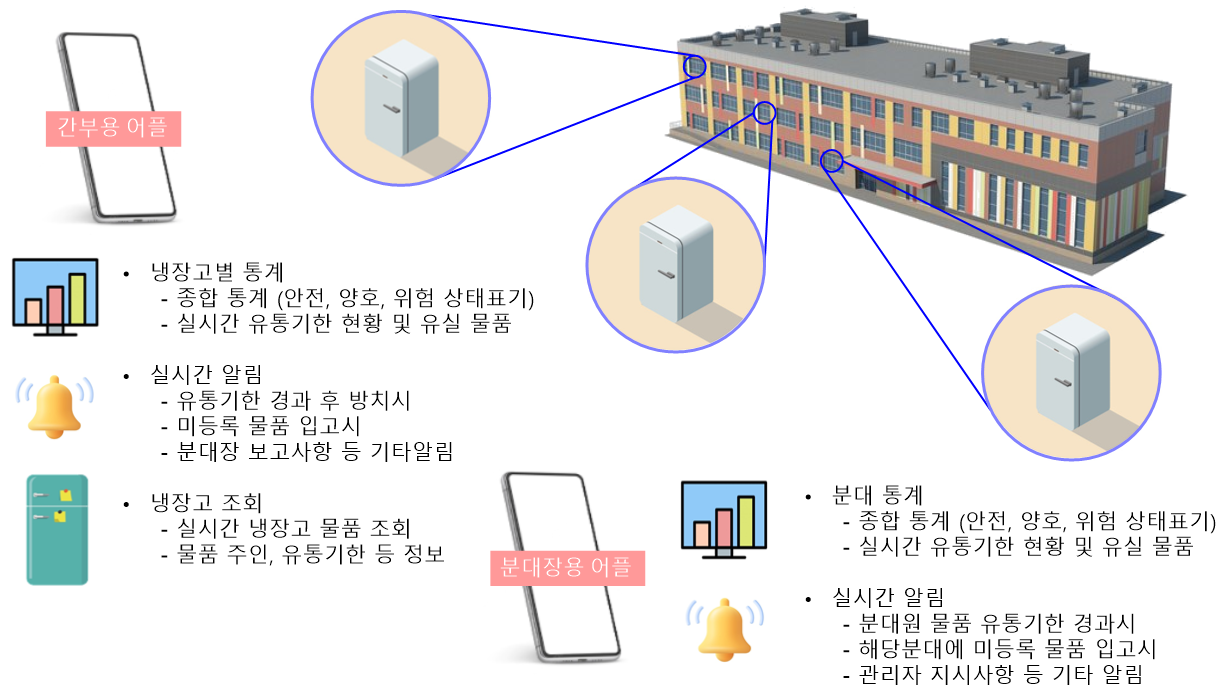 간부용 어플
• 냉장고별 통계
- 종합 통계 (안전, 양호, 위험 상태표기)
- 실시간 유통기한 현황 및 유실 물품
• 실시간 알림
- 유통기한 경과 후 방치시
- 미등록 물품 입고시
- 분대장 보고사항 등 기타알림
• 냉장고 조회
- 실시간 냉장고 물품 조회
- 물품 주인, 유통기한 등 정보
분대장용 어플
• 분대 통계
- 종합 통계 (안전, 양호, 위험 상태표기)
- 실시간 유통기한 현황 및 유실 물품
• 실시간 알림
- 분대원 물품 유통기한 경과시
- 해당분대에 미등록 물품 입고시
- 관리자 지시사항 등 기타 알림